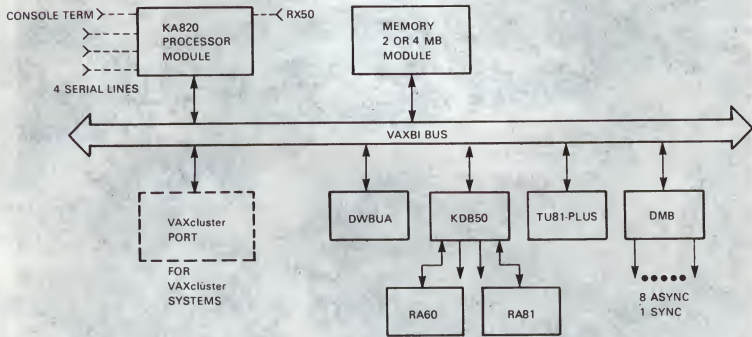 CONSOLE TERM
RX50
KA820
PROCESSOR
MODULE
4 SERIAL LINES
MEMORY
2 OR 4 MB
MODULE
VAXBI BUS
VAXcluster
PORT
FOR
VAXcluster
SYSTEMS
DWBUA
KDB50
TU81-PLUS
DMB
RA60
RA81
8 ASYNC
1 SYNC